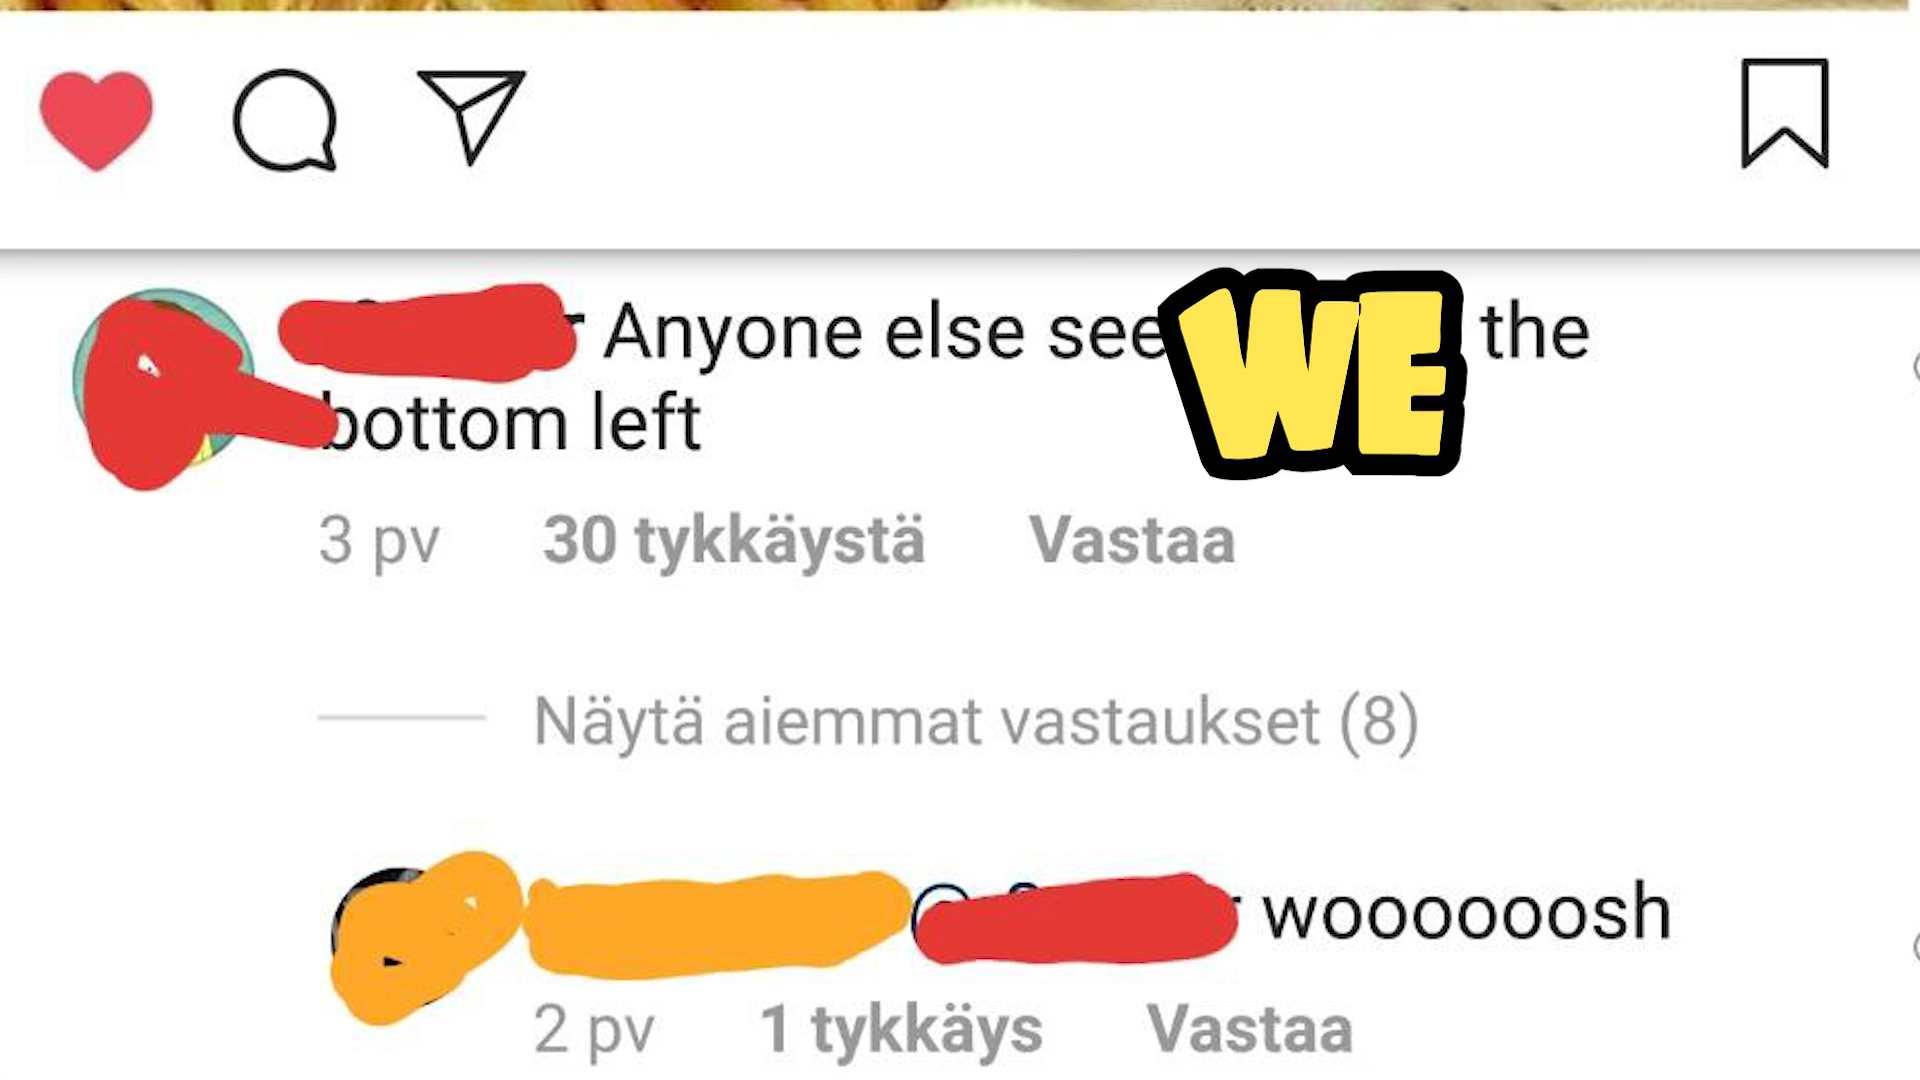 Anyone else see WE the
bottom left
3 pv 30 tykkäystä Vastaa
Näytä aiemmat vastaukset (8)
woooooosh
2 pv 1 tykkäys Vastaa